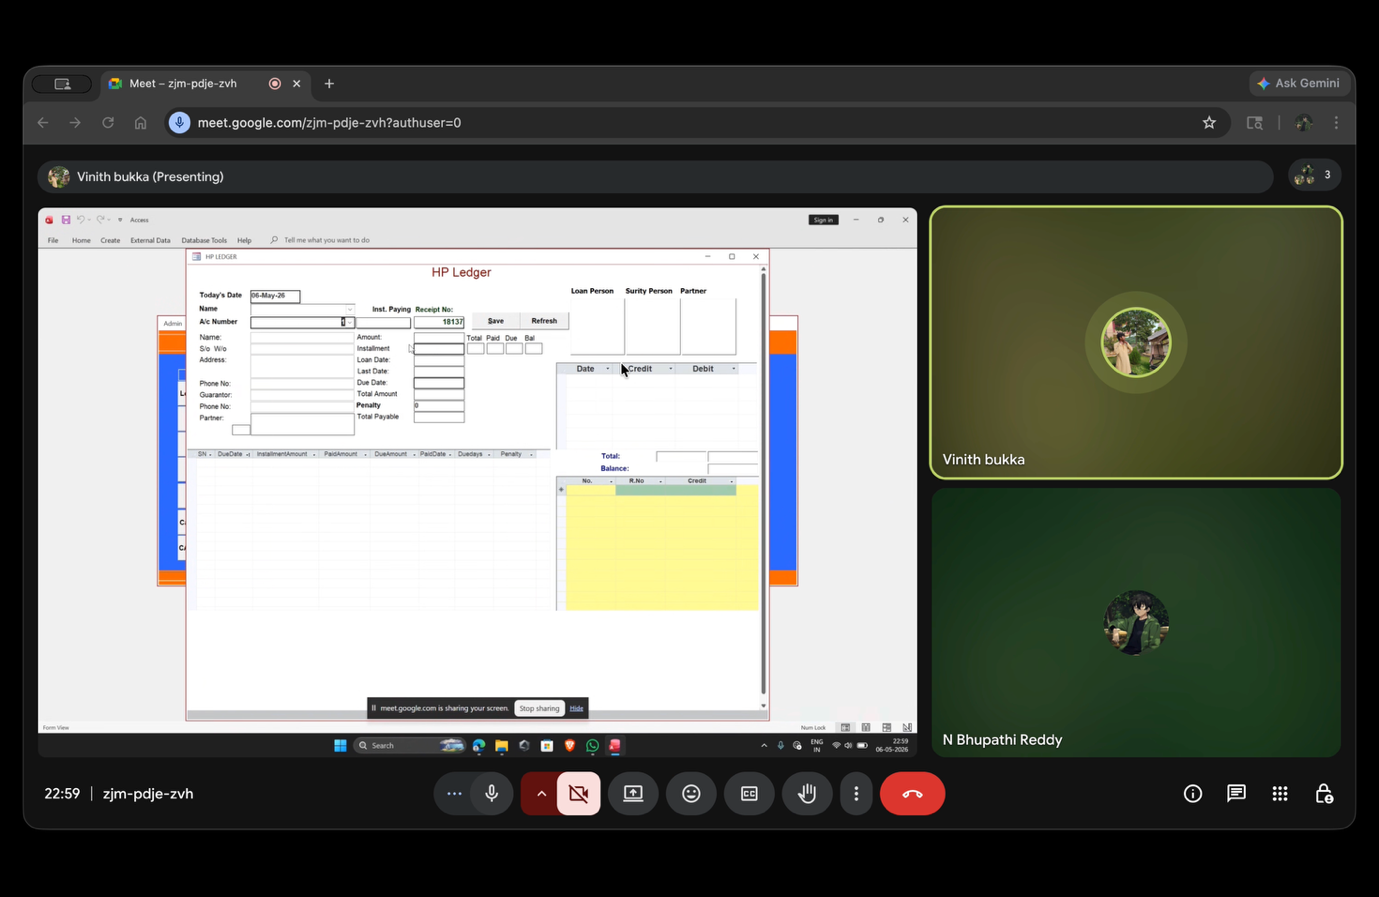 Meet – zjm-pdje-zvh
Ask Gemini
meet.google.com/zjm-pdje-zvh?authuser=0
Vinith bukka (Presenting)
3
Access
Sign in
File Home Create External Data Database Tools Help Tell me what you want to do
HP LEDGER
HP Ledger
Admin
Today's Date 06-May-26
Loan Person Surity Person Partner
Name
Inst. Paying Receipt No:
A/c Number 1 18137 Save Refresh
Name: Amount: Total Paid Due Bal
S/o W/o Installment
Address: Loan Date:
Last Date:
Date Credit Debit
Phone No: Due Date:
Guarantor: Total Amount
Phone No: Penalty 0
Partner: Total Payable
SN DueDate InstallmentAmount PaidAmount DueAmount PaidDate Duedays Penalty
Total:
Balance:
No. R.No Credit
meet.google.com is sharing your screen. Stop sharing Hide
Form View
Num Lock
Search
ENG
IN
22:59
06-05-2026
Vinith bukka
N Bhupathi Reddy
22:59 | zjm-pdje-zvh
CC